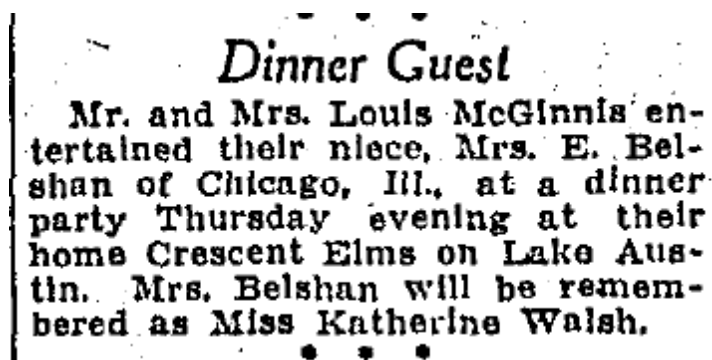 Dinner Guest
Mr. and Mrs. Louis McGinnis en-
tertained their niece, Mrs. E. Bel-
shan of Chicago, Ill., at a dinner
party Thursday evening at their
home Crescent Elms on Lake Aus-
tin. Mrs. Belshan will be remem-
bered as Miss Katherine Walsh.